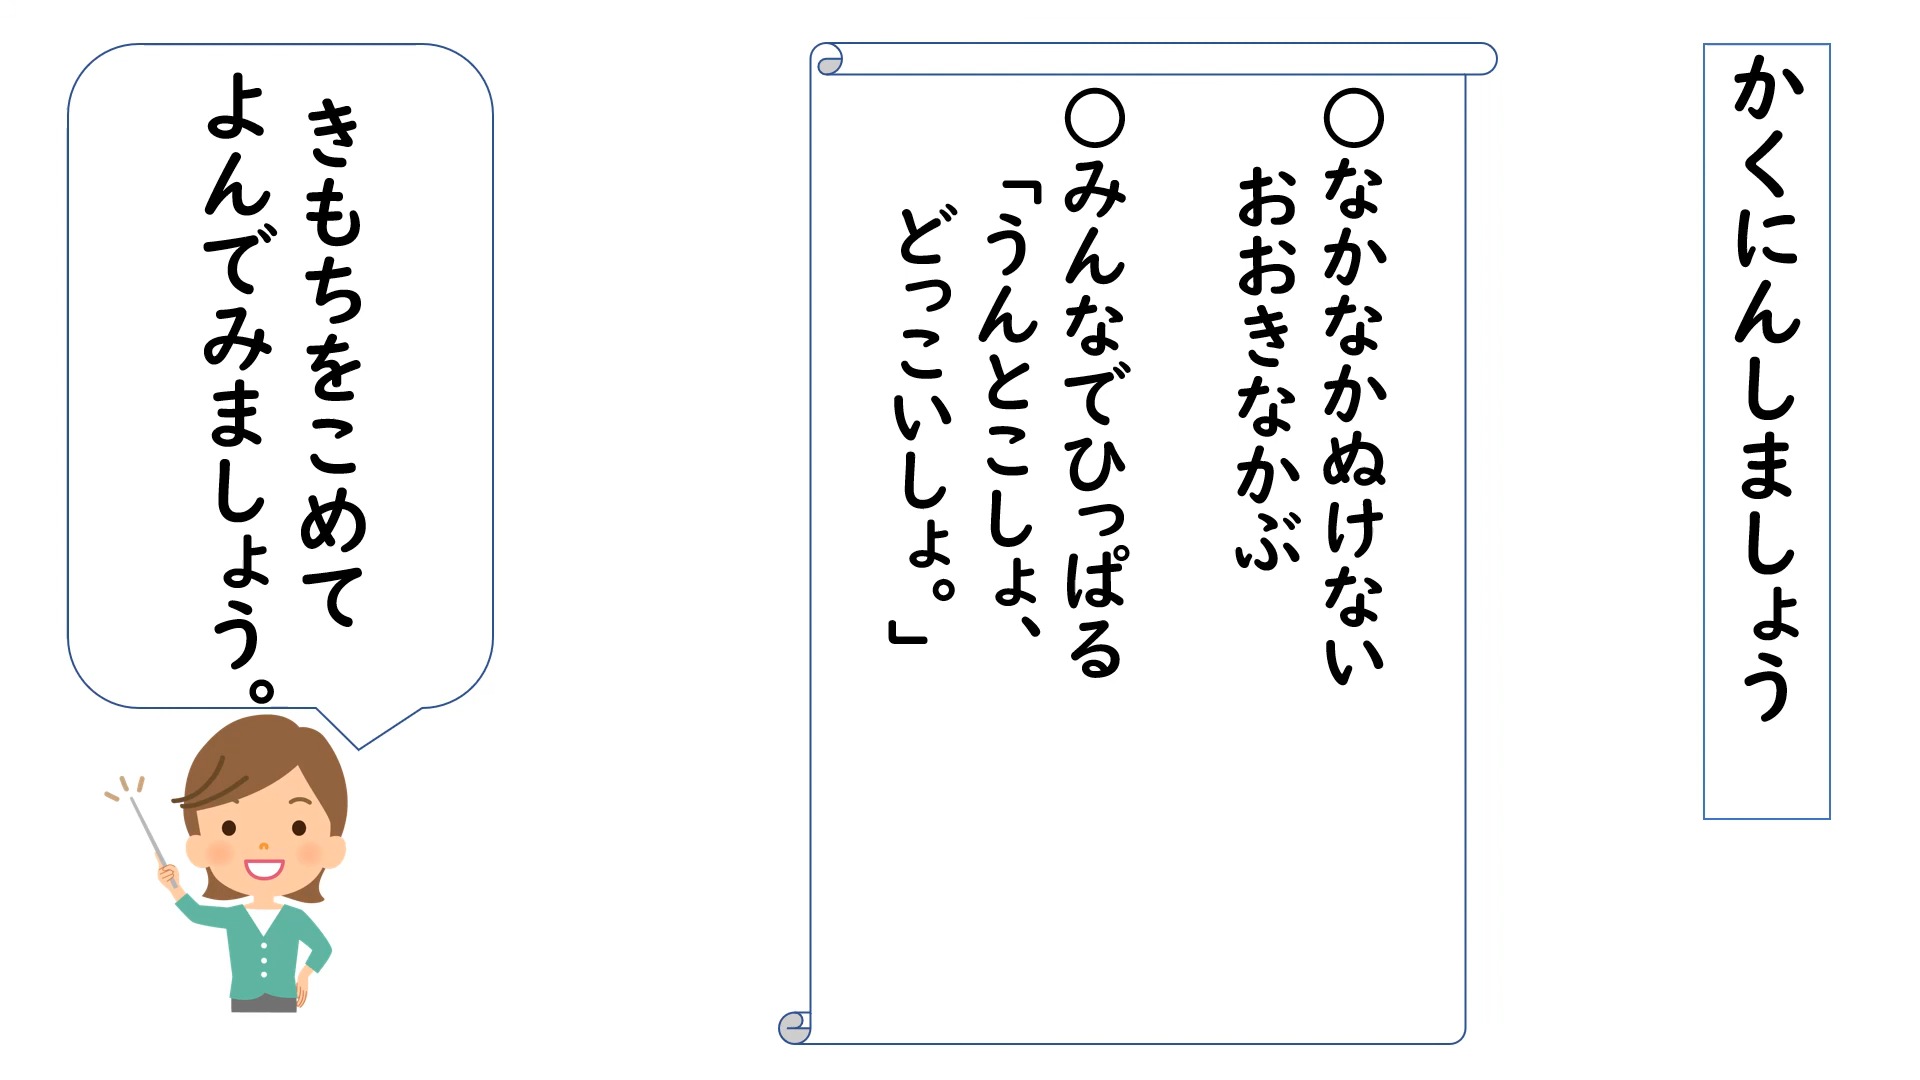 かくにんしましょう
○なかなかぬけない
おおきなかぶ
○みんなでひっぱる
「うんとこしょ、
どっこいしょ。」
きもちをこめて
よんでみましょう。